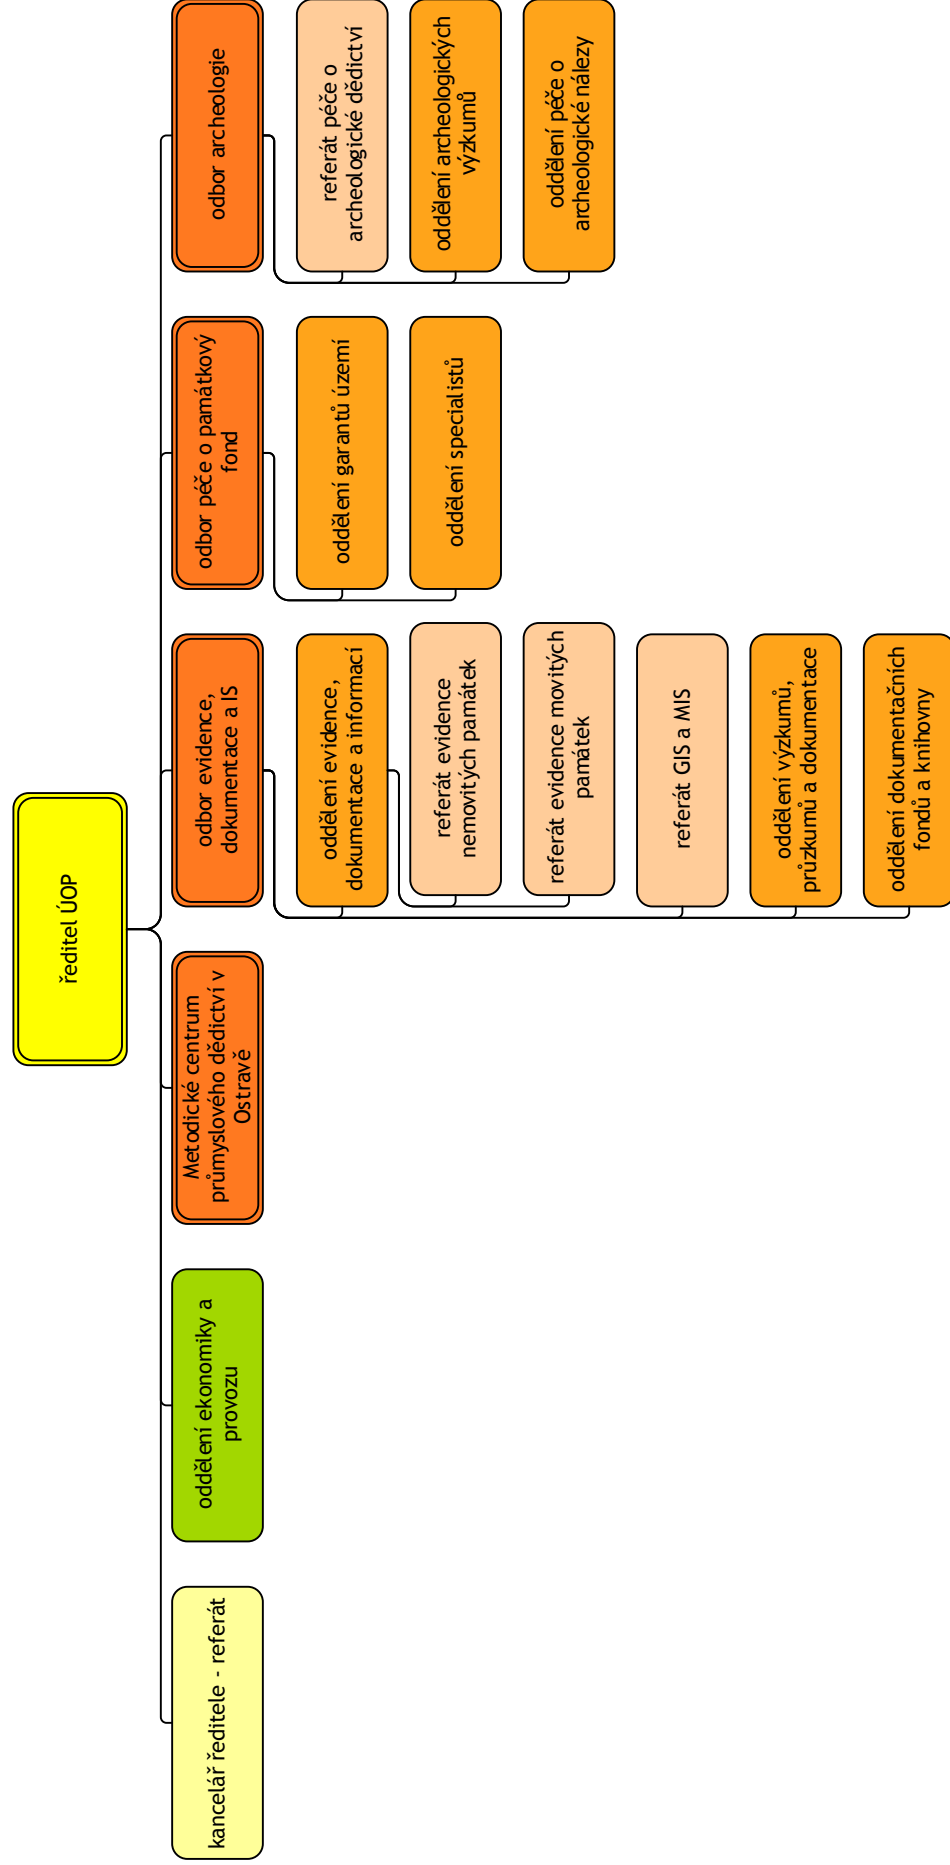 ředitel ÚOP
kancelář ředitele - referát
oddělení ekonomiky a
provozu
Metodické centrum
průmyslového dědictví v
Ostravě
odbor evidence,
dokumentace a IS
oddělení evidence,
dokumentace a informací
referát evidence
nemovitých památek
referát evidence movitých
památek
referát GIS a MIS
oddělení výzkumů,
průzkumů a dokumentace
oddělení dokumentačních
fondů a knihovny
odbor péče o památkový
fond
oddělení garantů území
oddělení specialistů
odbor archeologie
referát péče o
archeologické dědictví
oddělení archeologických
výzkumů
oddělení péče o
archeologické nálezy